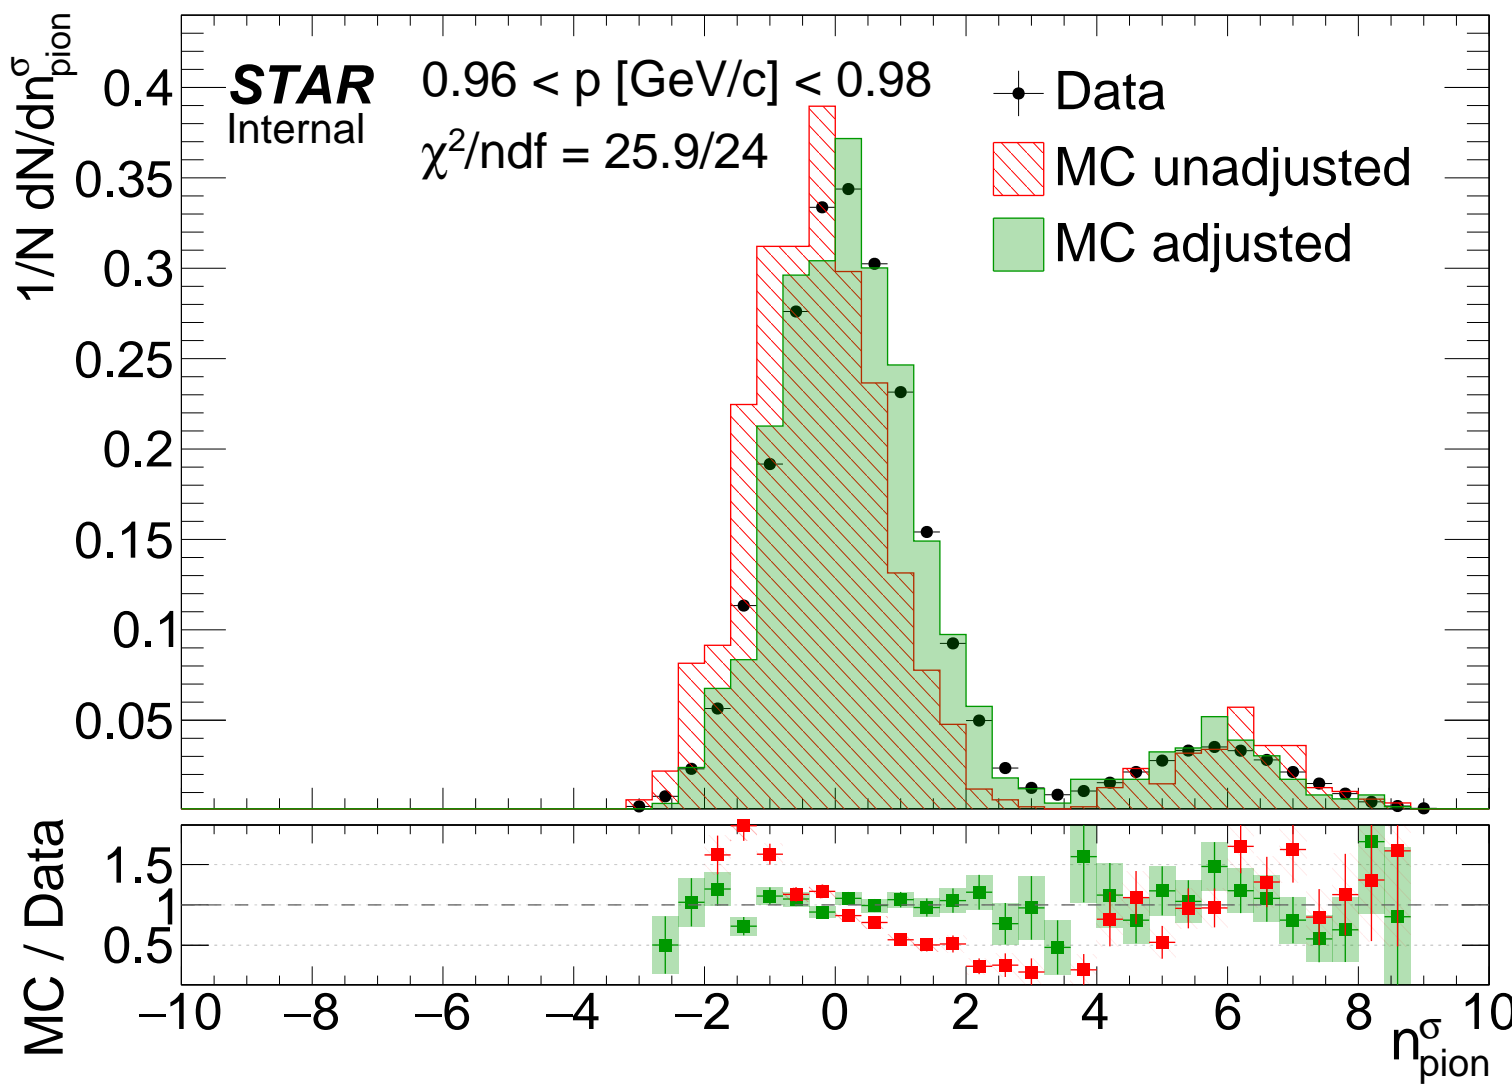 1/N dN/dn^σ_pion
STAR
Internal
0.96 < p [GeV/c] < 0.98
χ²/ndf = 25.9/24
Data
MC unadjusted
MC adjusted
0.4
0.35
0.3
0.25
0.2
0.15
0.1
0.05
MC / Data
1.5
1
0.5
−10 −8 −6 −4 −2 0 2 4 6 8 10
n^σ_pion